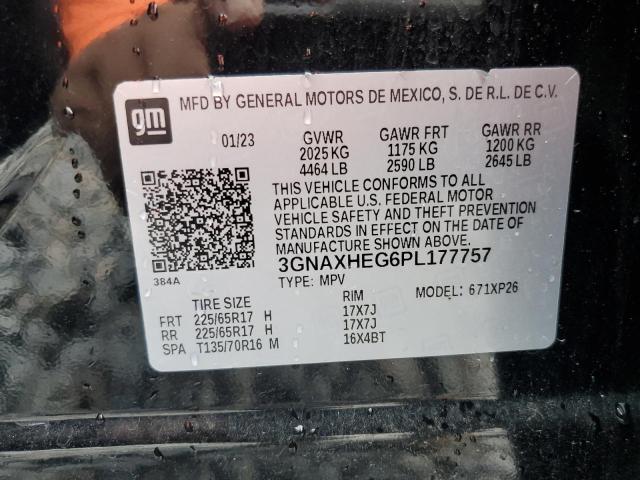 gm
MFD BY GENERAL MOTORS DE MEXICO, S. DE R.L. DE C.V.
01/23 GVWR GAWR FRT GAWR RR
2025 KG 1175 KG 1200 KG
4464 LB 2590 LB 2645 LB
THIS VEHICLE CONFORMS TO ALL
APPLICABLE U.S. FEDERAL MOTOR
VEHICLE SAFETY AND THEFT PREVENTION
STANDARDS IN EFFECT ON THE DATE OF
MANUFACTURE SHOWN ABOVE.
3GNAXHEG6PL177757
384A
TYPE: MPV MODEL: 671XP26
TIRE SIZE RIM
FRT 225/65R17 H 17X7J
RR 225/65R17 H 17X7J
SPA T135/70R16 M 16X4BT